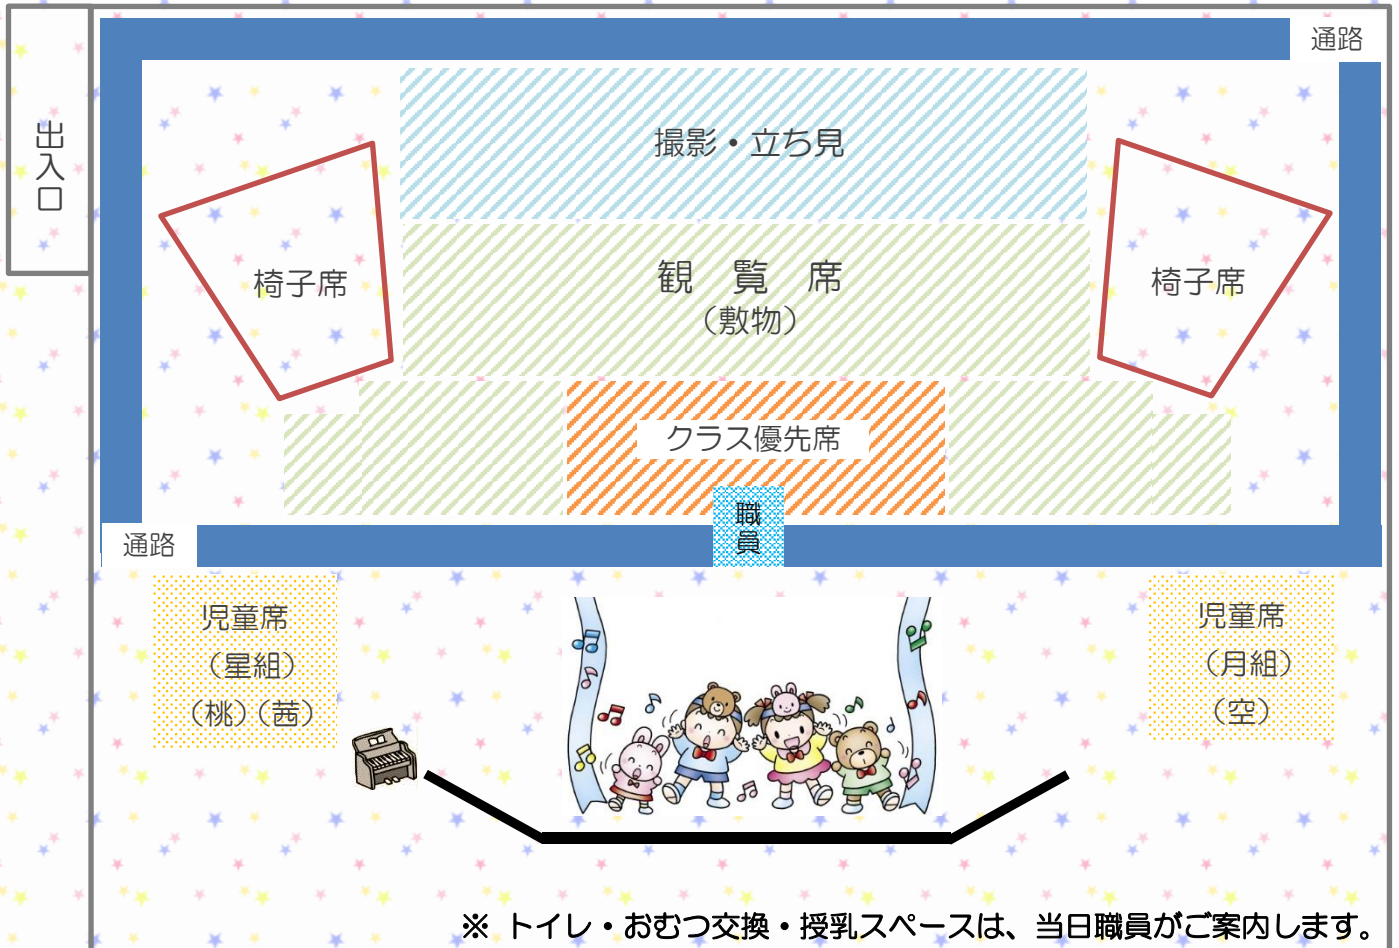 通路
出入口
撮影・立ち見
椅子席
観　覧　席
（敷物）
椅子席
クラス優先席
職員
通路
児童席
（星組）
（桃）（茜）
児童席
（月組）
（空）
※ トイレ・おむつ交換・授乳スペースは、当日職員がご案内します。